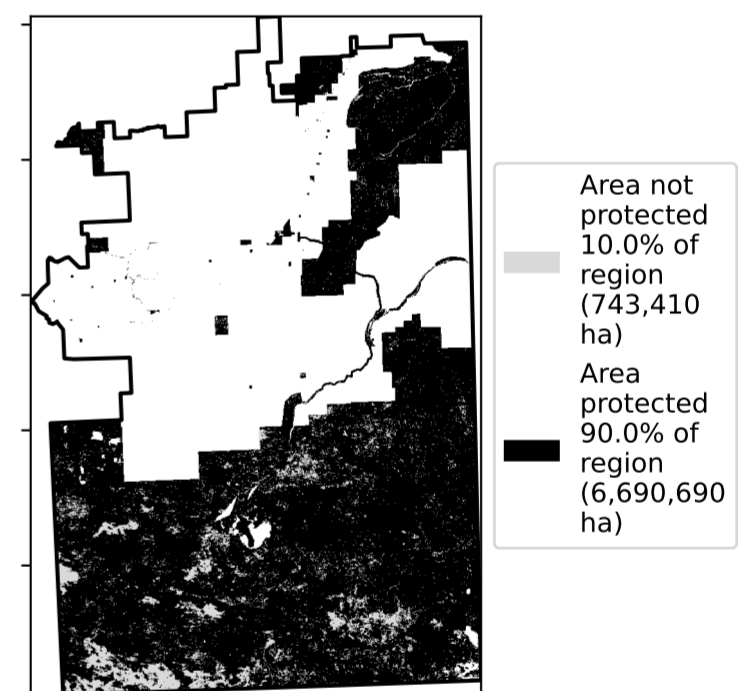 Area not
protected
10.0% of
region
(743,410
ha)
Area
protected
90.0% of
region
(6,690,690
ha)